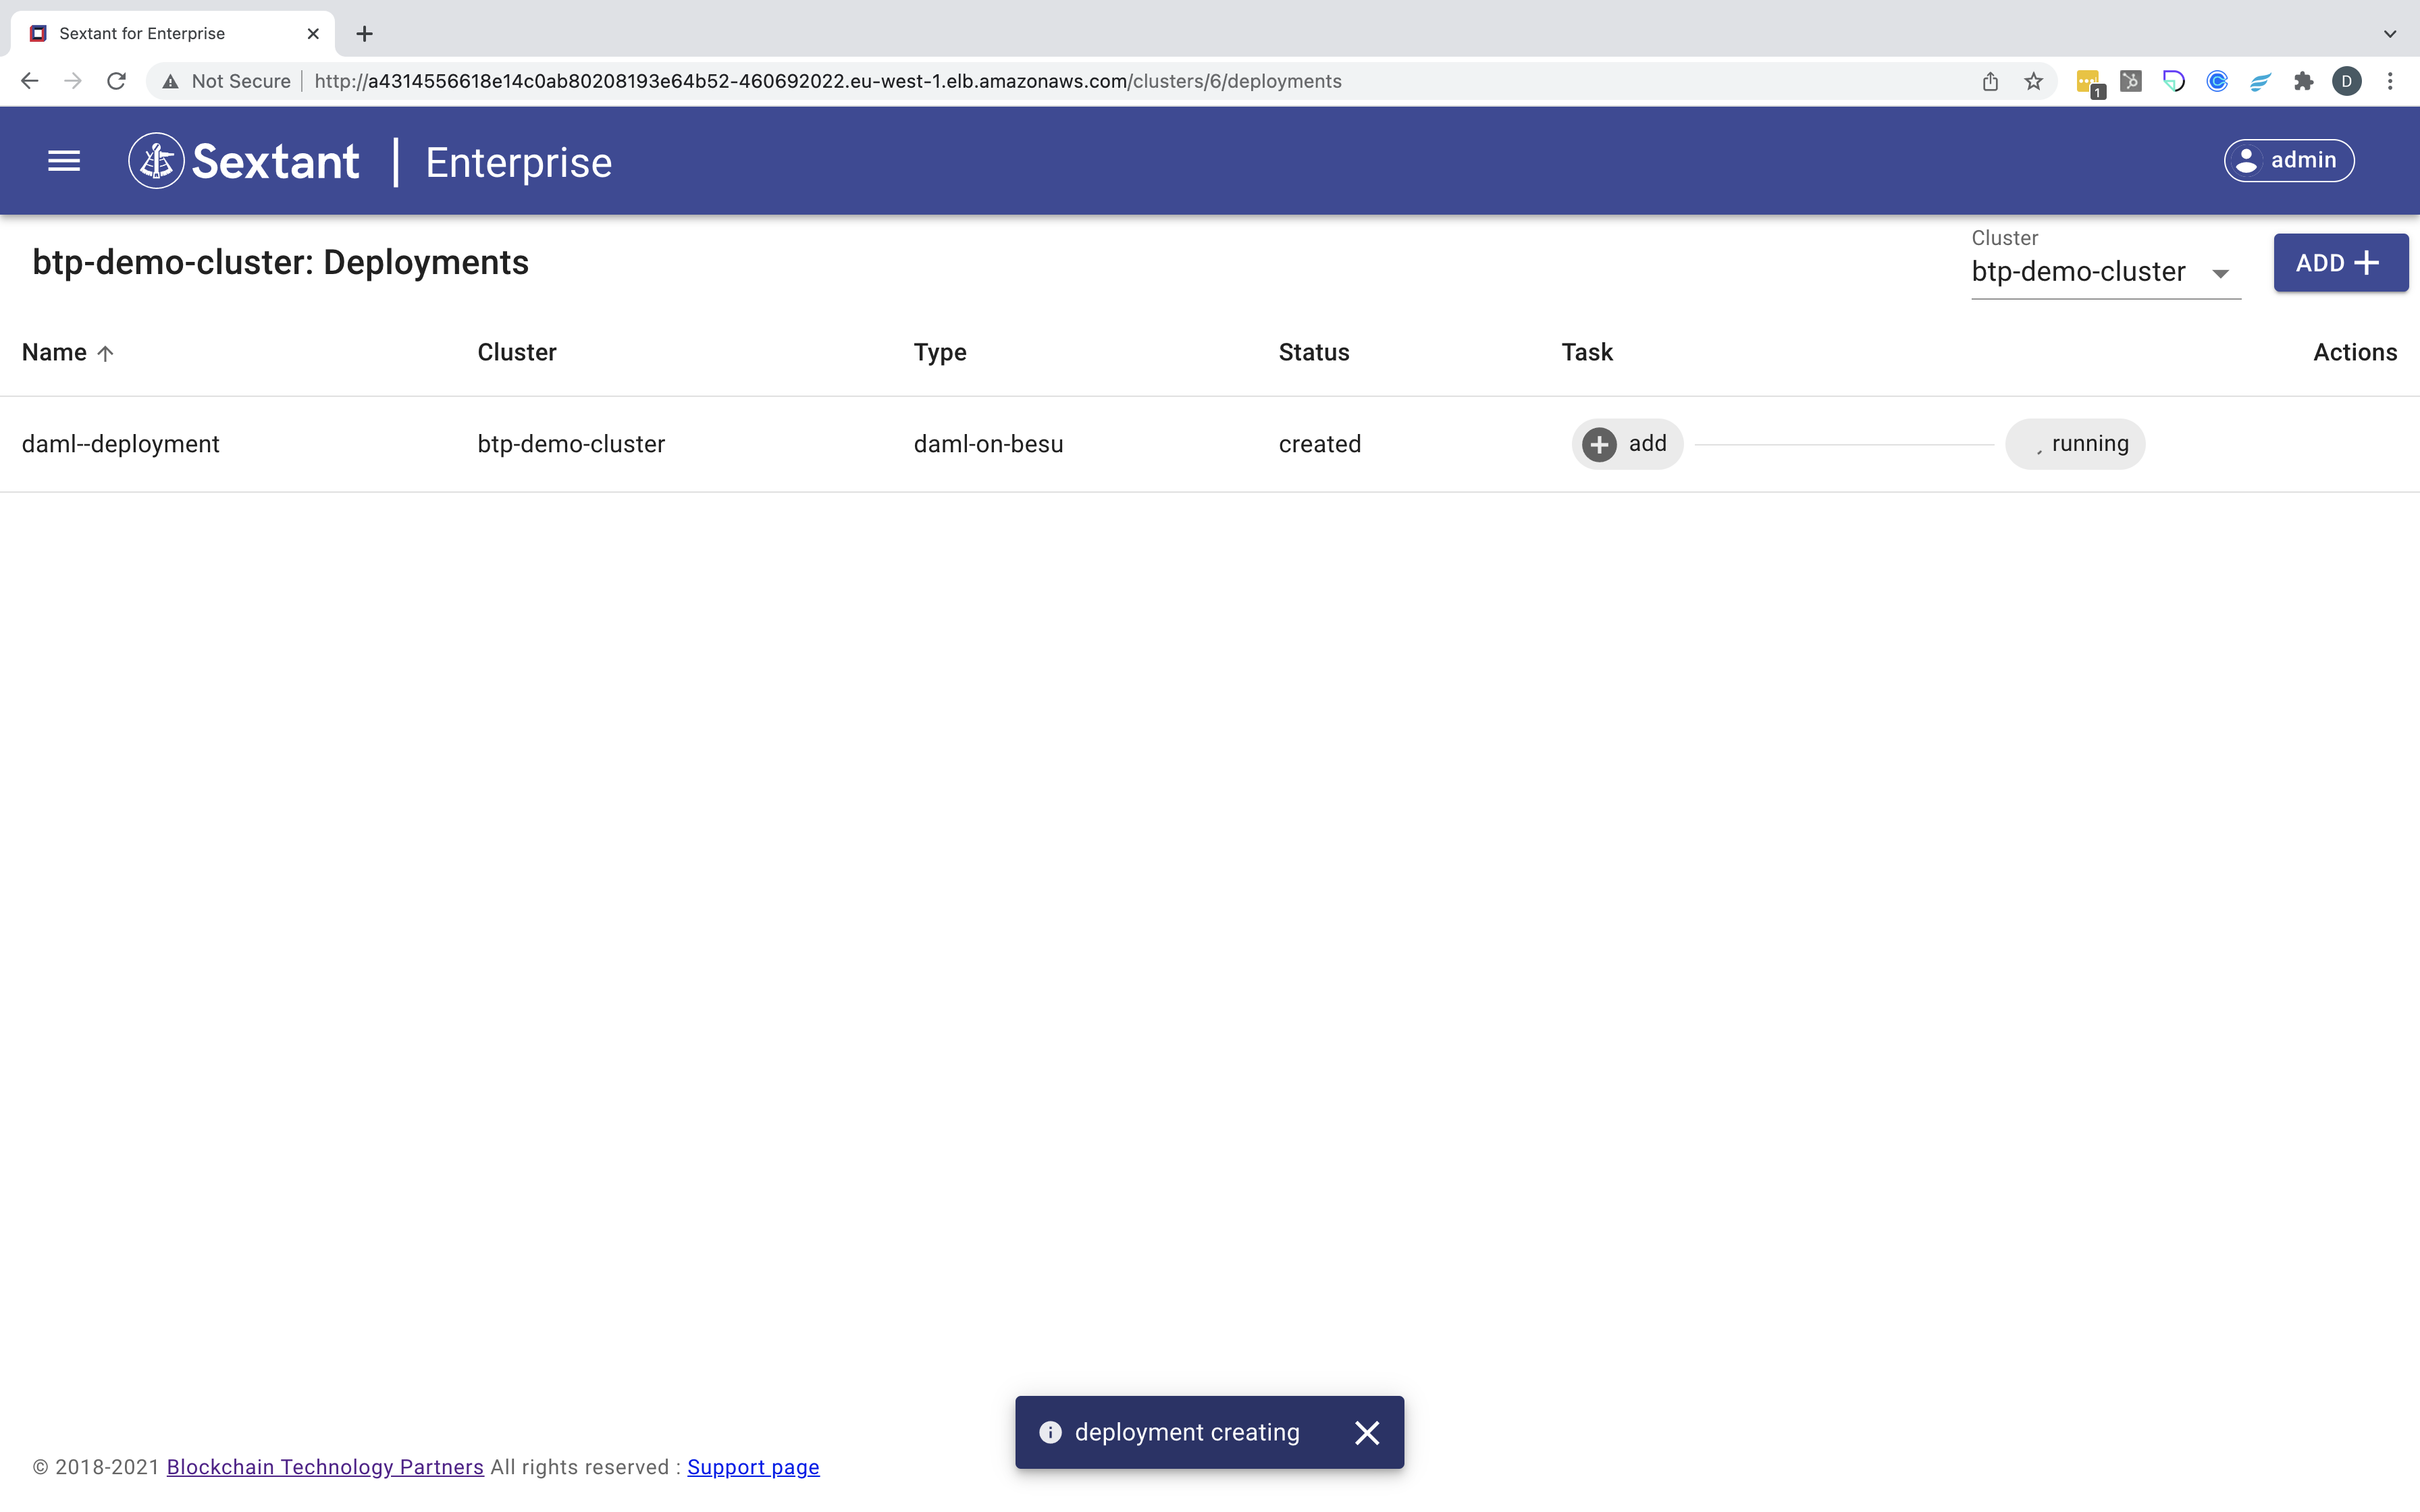 Sextant for Enterprise
Not Secure http://a4314556618e14c0ab80208193e64b52-460692022.eu-west-1.elb.amazonaws.com/clusters/6/deployments
1
D
Sextant | Enterprise
admin
btp-demo-cluster: Deployments
Cluster
btp-demo-cluster
ADD
Name Cluster Type Status Task Actions
daml--deployment btp-demo-cluster daml-on-besu created add running
deployment creating
© 2018-2021 Blockchain Technology Partners All rights reserved : Support page